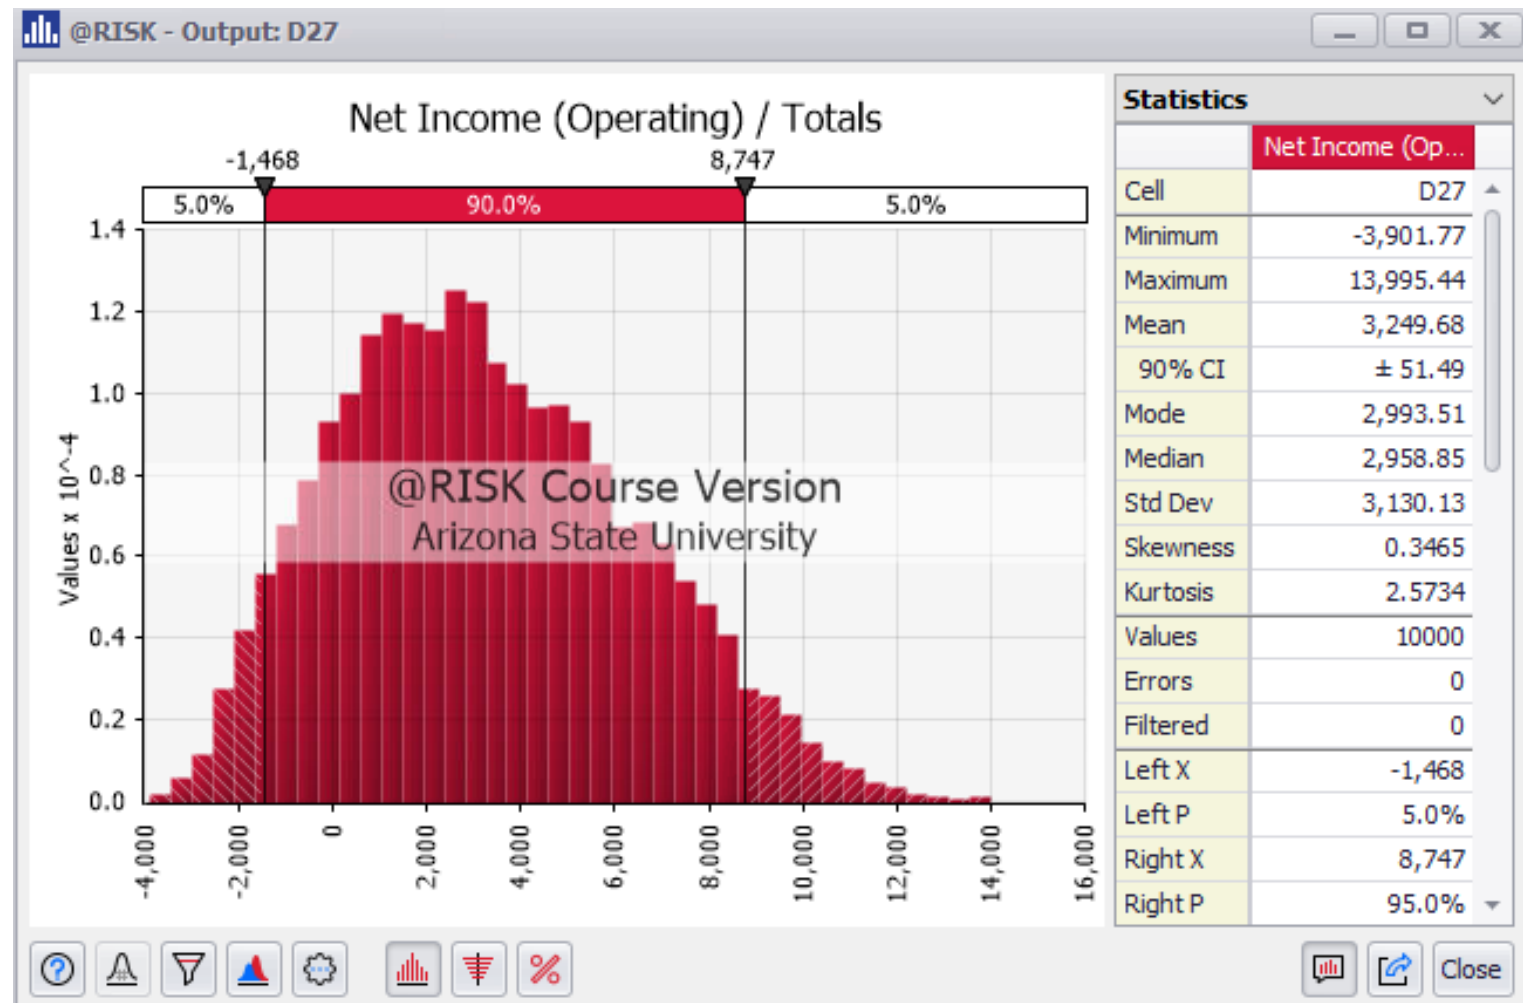 @RISK - Output: D27
Net Income (Operating) / Totals
-1,468 8,747
5.0% 90.0% 5.0%
1.4
1.2
1.0
0.8
0.6
0.4
0.2
0.0
Values x 10^-4
@RISK Course Version
Arizona State University
-4,000 -2,000 0 2,000 4,000 6,000 8,000 10,000 12,000 14,000 16,000
Statistics
Net Income (Op...
Cell D27
Minimum -3,901.77
Maximum 13,995.44
Mean 3,249.68
90% CI ± 51.49
Mode 2,993.51
Median 2,958.85
Std Dev 3,130.13
Skewness 0.3465
Kurtosis 2.5734
Values 10000
Errors 0
Filtered 0
Left X -1,468
Left P 5.0%
Right X 8,747
Right P 95.0%
? %
Close